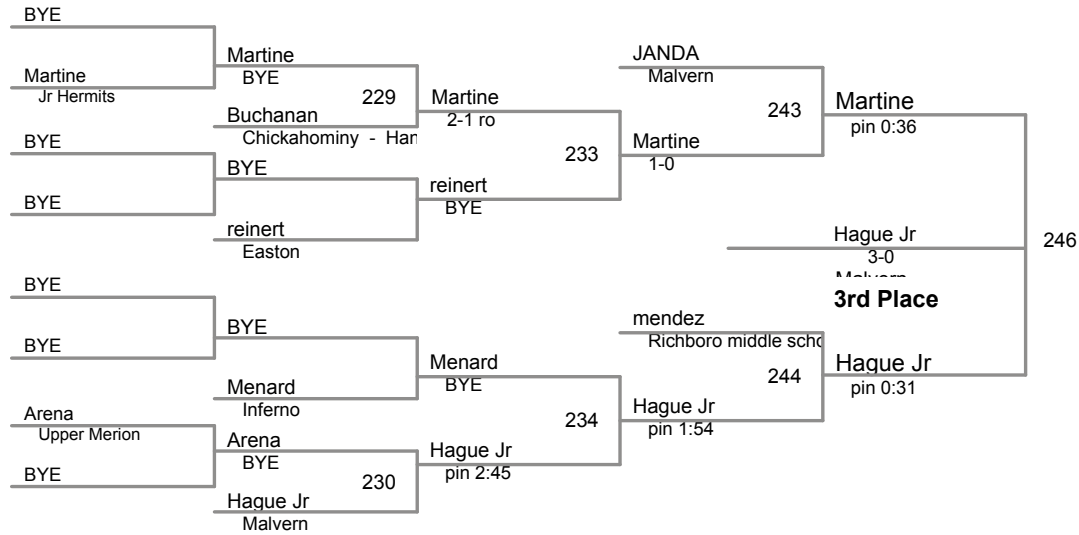 BYE
Martine
Jr Hermits
BYE
BYE
BYE
BYE
Arena
Upper Merion
BYE
Martine
BYE
229
Buchanan
Chickahominy - Han
BYE
reinert
Easton
BYE
Menard
Inferno
Arena
BYE
230
Hague Jr
Malvern
Martine
2-1 ro
233
reinert
BYE
Menard
BYE
234
Hague Jr
pin 2:45
JANDA
Malvern
243
Martine
1-0
mendez
Richboro middle scho
244
Hague Jr
pin 1:54
Martine
pin 0:36
Hague Jr
3-0
3rd Place
Hague Jr
pin 0:31
246